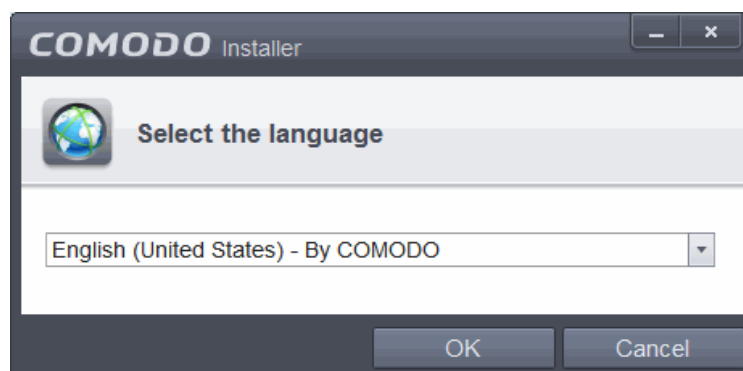 COMODO Installer
Select the language
English (United States) - By COMODO
OK Cancel